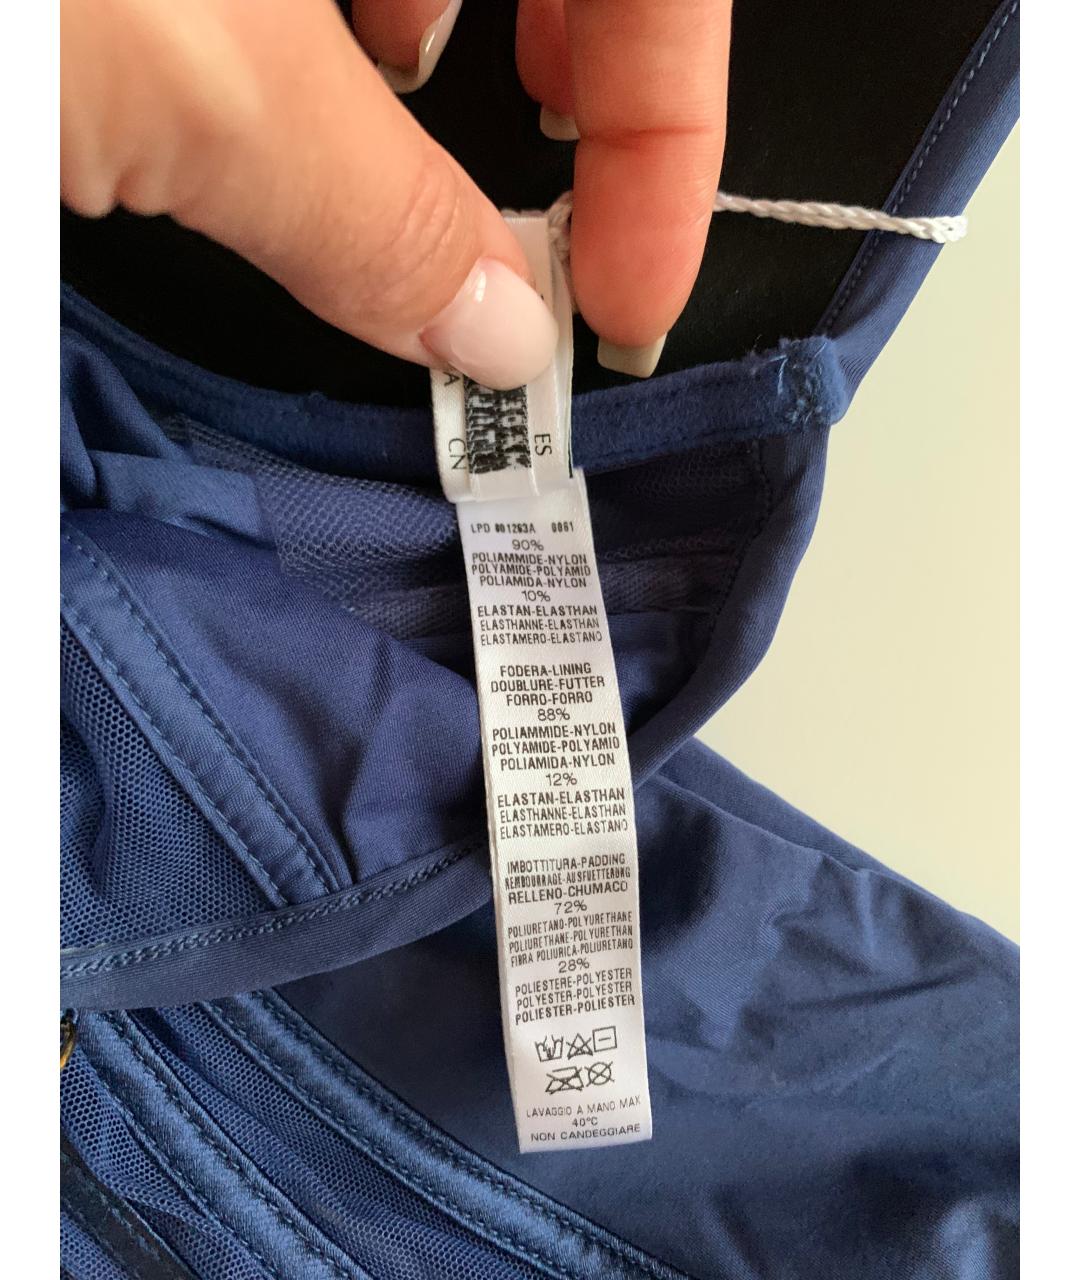 A
CN
ES
LPD 001263A 0061
90%
POLIAMMIDE-NYLON
POLYAMIDE-POLYAMID
POLIAMIDA-NYLON
10%
ELASTAN-ELASTHAN
ELASTHANNE-ELASTHAN
ELASTAMERO-ELASTANO
FODERA-LINING
DOUBLURE-FUTTER
FORRO-FORRO
88%
POLIAMMIDE-NYLON
POLYAMIDE-POLYAMID
POLIAMIDA-NYLON
12%
ELASTAN-ELASTHAN
ELASTHANNE-ELASTHAN
ELASTAMERO-ELASTANO
IMBOTTITURA-PADDING
REMBOURRAGE-AUSFUETTERUNG
RELLENO-CHUMACO
72%
POLIURETANO-POLYURETHANE
POLIURETHANE-POLYURETHAN
FIBRA POLIURICA-POLIURETANO
28%
POLIESTERE-POLYESTER
POLYESTER-POLYESTER
POLIESTER-POLIESTER
LAVAGGIO A MANO MAX
40°C
NON CANDEGGIARE